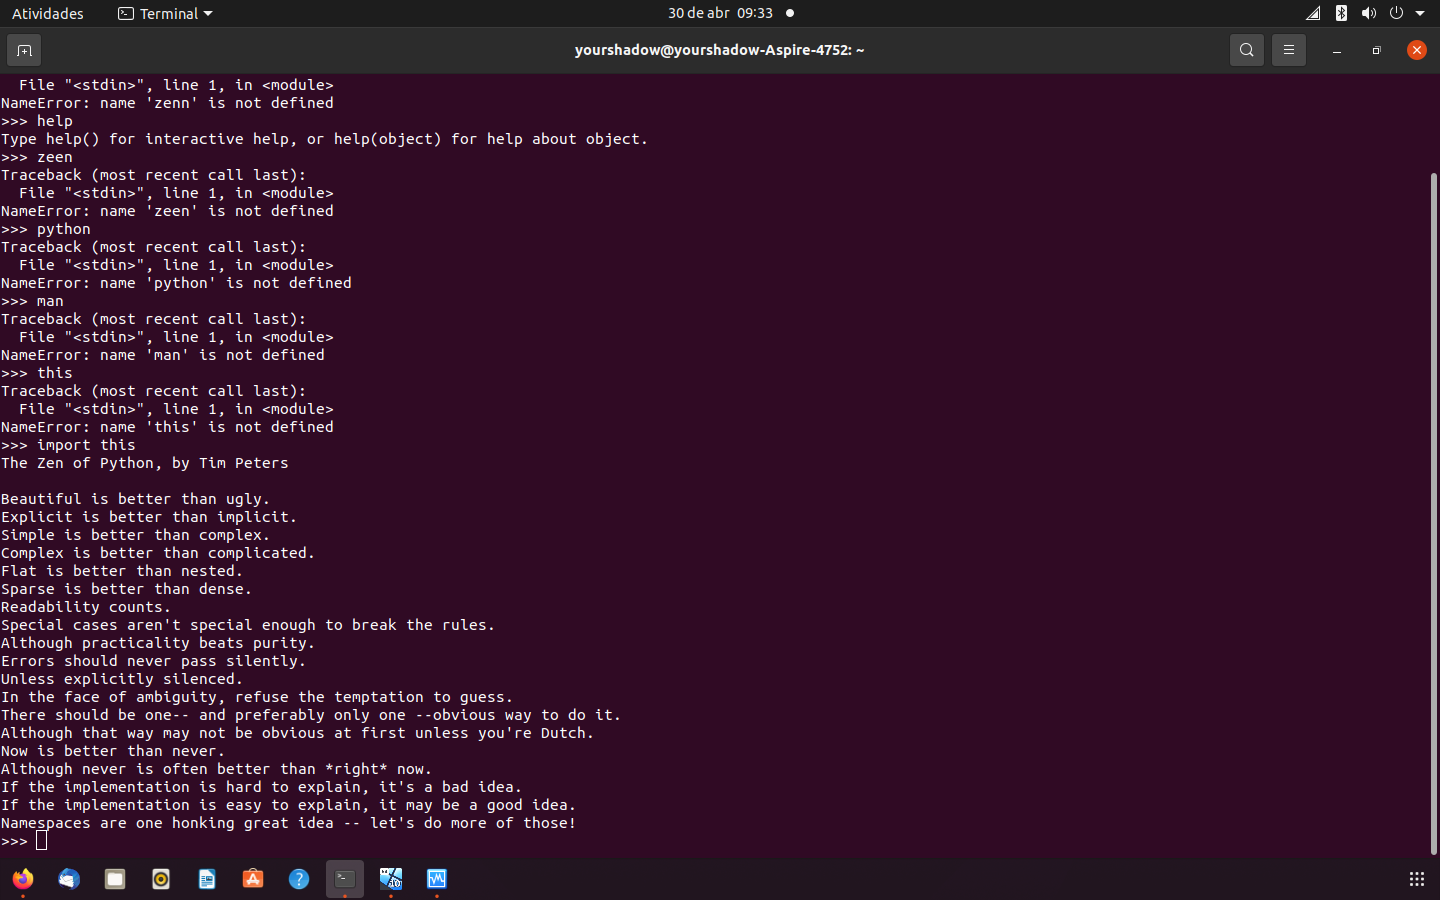 Atividades
Terminal
30 de abr 09:33
yourshadow@yourshadow-Aspire-4752: ~
  File "<stdin>", line 1, in <module>
NameError: name 'zenn' is not defined
>>> help
Type help() for interactive help, or help(object) for help about object.
>>> zeen
Traceback (most recent call last):
  File "<stdin>", line 1, in <module>
NameError: name 'zeen' is not defined
>>> python
Traceback (most recent call last):
  File "<stdin>", line 1, in <module>
NameError: name 'python' is not defined
>>> man
Traceback (most recent call last):
  File "<stdin>", line 1, in <module>
NameError: name 'man' is not defined
>>> this
Traceback (most recent call last):
  File "<stdin>", line 1, in <module>
NameError: name 'this' is not defined
>>> import this
The Zen of Python, by Tim Peters

Beautiful is better than ugly.
Explicit is better than implicit.
Simple is better than complex.
Complex is better than complicated.
Flat is better than nested.
Sparse is better than dense.
Readability counts.
Special cases aren't special enough to break the rules.
Although practicality beats purity.
Errors should never pass silently.
Unless explicitly silenced.
In the face of ambiguity, refuse the temptation to guess.
There should be one-- and preferably only one --obvious way to do it.
Although that way may not be obvious at first unless you're Dutch.
Now is better than never.
Although never is often better than *right* now.
If the implementation is hard to explain, it's a bad idea.
If the implementation is easy to explain, it may be a good idea.
Namespaces are one honking great idea -- let's do more of those!
>>>